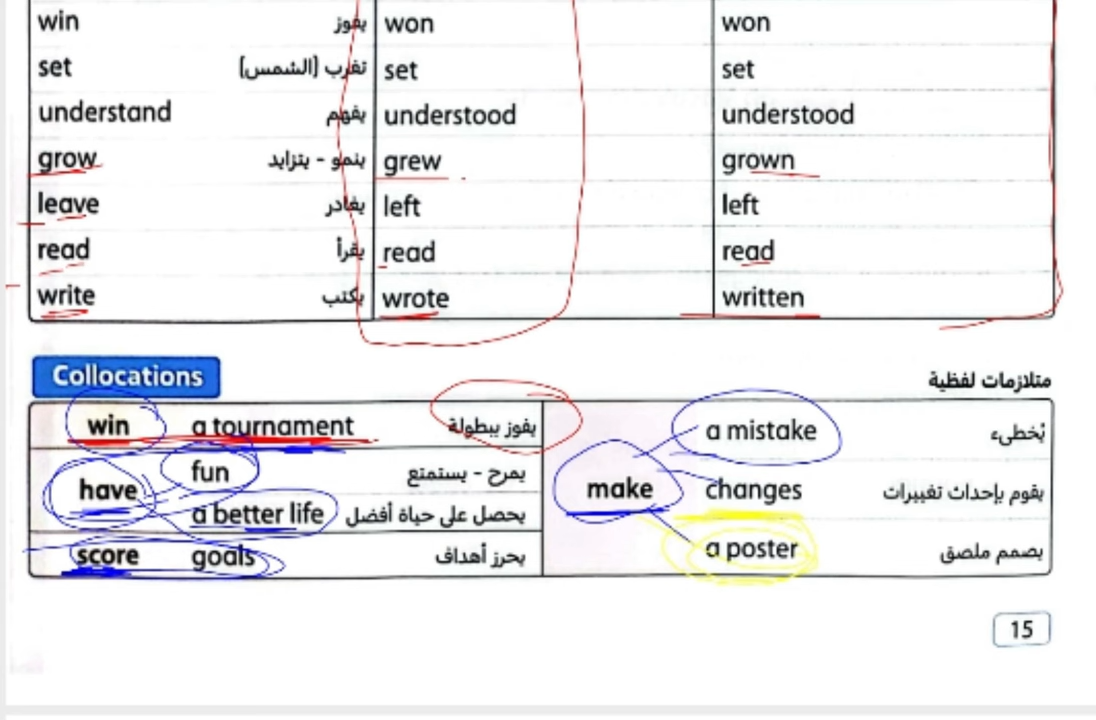 win يفوز won won
set تغرب (الشمس) set set
understand يفهم understood understood
grow ينمو - يتزايد grew grown
leave يغادر left left
read يقرأ read read
write يكتب wrote written
Collocations متلازمات لفظية
win a tournament يفوز ببطولة
have fun يمرح - يستمتع
a better life يحصل على حياة أفضل
score goals يحرز أهداف
make a mistake يُخطىء
changes يقوم بإحداث تغييرات
a poster يصمم ملصق
15